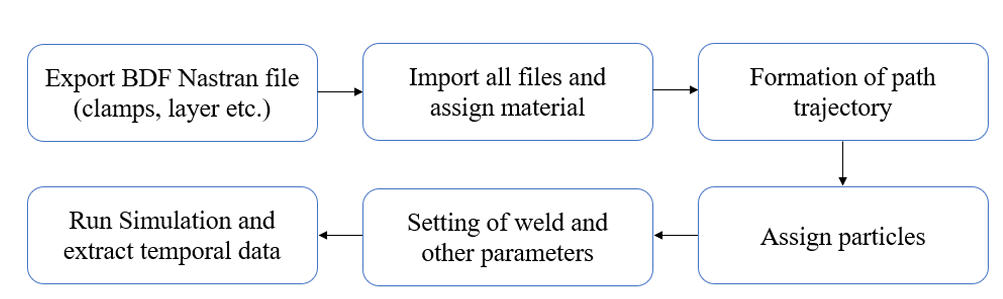 Export BDF Nastran file
(clamps, layer etc.)
Import all files and
assign material
Formation of path
trajectory
Assign particles
Setting of weld and
other parameters
Run Simulation and
extract temporal data